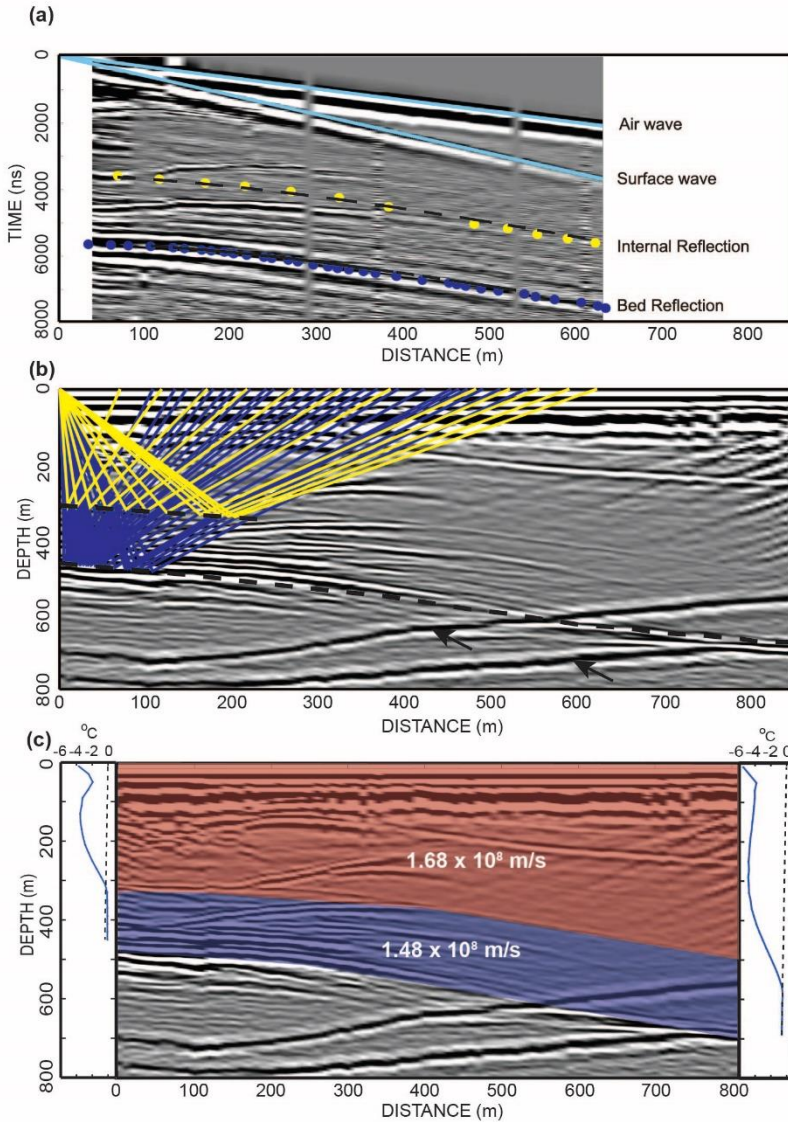 (a)
0
2000
4000
6000
8000
TIME (ns)
Air wave
Surface wave
Internal Reflection
Bed Reflection
0 100 200 300 400 500 600 700 800
DISTANCE (m)
(b)
0
200
400
600
800
DEPTH (m)
0 100 200 300 400 500 600 700 800
DISTANCE (m)
(c)
oC
-6 -4 -2 0
oC
-6 -4 -2 0
0
200
400
600
800
DEPTH (m)
1.68 x 10⁸ m/s
1.48 x 10⁸ m/s
0 100 200 300 400 500 600 700 800
DISTANCE (m)